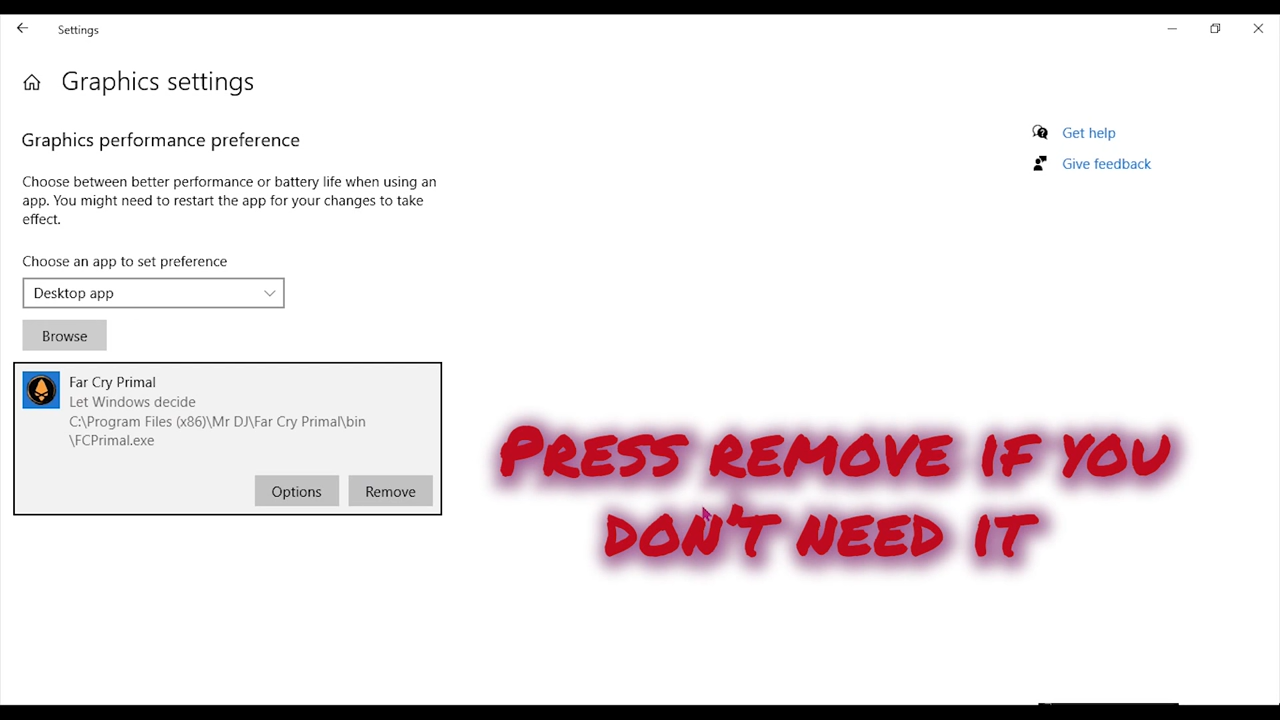 Settings
Graphics settings
Graphics performance preference
Get help
Give feedback
Choose between better performance or battery life when using an
app. You might need to restart the app for your changes to take
effect.
Choose an app to set preference
Desktop app
Browse
Far Cry Primal
Let Windows decide
C:\Program Files (x86)\Mr DJ\Far Cry Primal\bin
\FCPrimal.exe
Options
Remove
PRESS REMOVE IF YOU
DON'T NEED IT